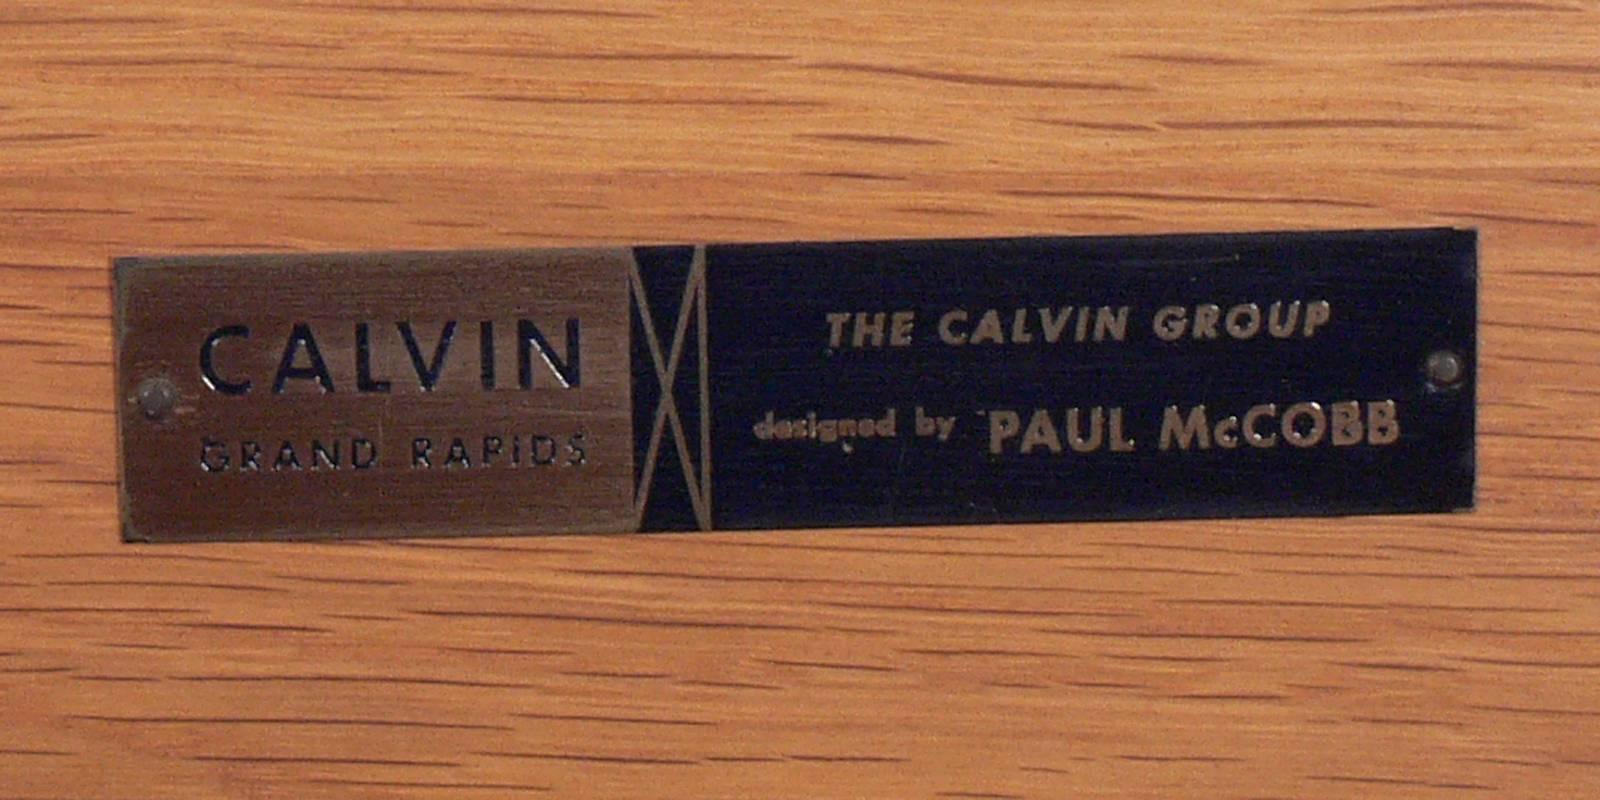 CALVIN
GRAND RAPIDS
THE CALVIN GROUP
designed by PAUL McCOBB